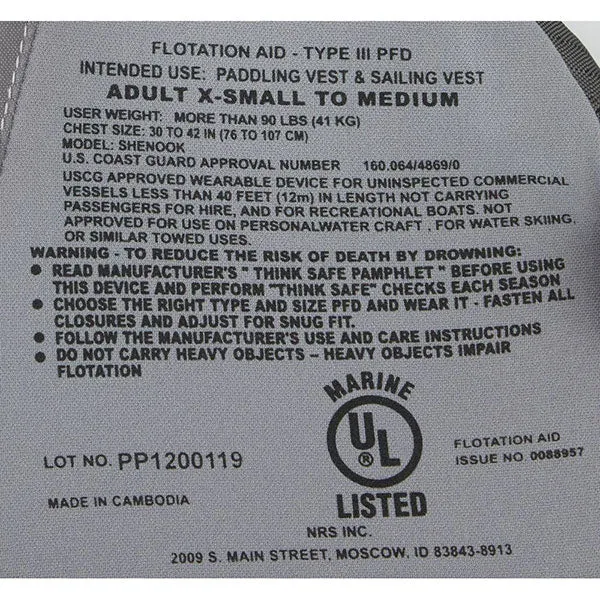 FLOTATION AID - TYPE III PFD
INTENDED USE: PADDLING VEST & SAILING VEST
ADULT X-SMALL TO MEDIUM
USER WEIGHT: MORE THAN 90 LBS (41 KG)
CHEST SIZE: 30 TO 42 IN (76 TO 107 CM)
MODEL: SHENOOK
U.S. COAST GUARD APPROVAL NUMBER 160.064/4869/0
USCG APPROVED WEARABLE DEVICE FOR UNINSPECTED COMMERCIAL
VESSELS LESS THAN 40 FEET (12m) IN LENGTH NOT CARRYING
PASSENGERS FOR HIRE, AND FOR RECREATIONAL BOATS. NOT
APPROVED FOR USE ON PERSONALWATER CRAFT , FOR WATER SKIING.
OR SIMILAR TOWED USES.
WARNING - TO REDUCE THE RISK OF DEATH BY DROWNING:
• READ MANUFACTURER'S " THINK SAFE PAMPHLET " BEFORE USING
THIS DEVICE AND PERFORM "THINK SAFE" CHECKS EACH SEASON
• CHOOSE THE RIGHT TYPE AND SIZE PFD AND WEAR IT - FASTEN ALL
CLOSURES AND ADJUST FOR SNUG FIT.
• FOLLOW THE MANUFACTURER'S USE AND CARE INSTRUCTIONS
• DO NOT CARRY HEAVY OBJECTS – HEAVY OBJECTS IMPAIR
FLOTATION
MARINE
UL ®
LISTED
FLOTATION AID
ISSUE NO. 0088957
LOT NO. PP1200119
MADE IN CAMBODIA
NRS INC.
2009 S. MAIN STREET, MOSCOW, ID 83843-8913